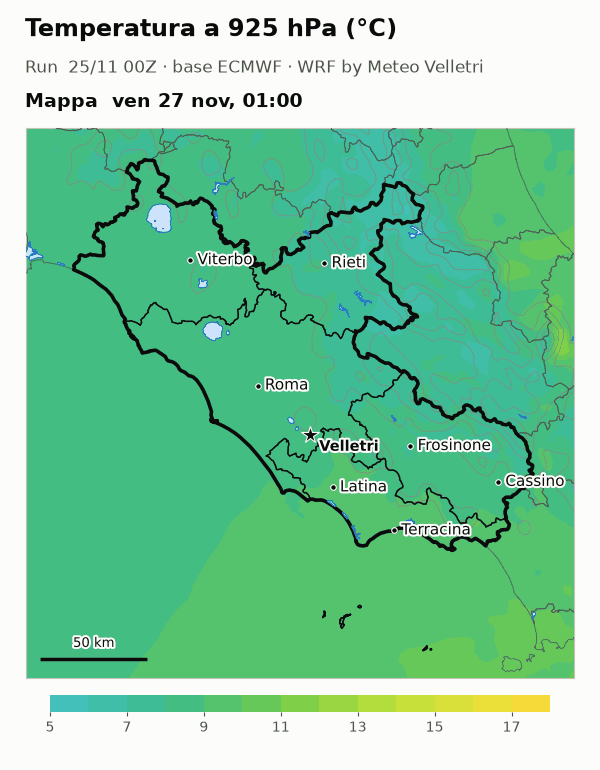 Temperatura a 925 hPa (°C)
Run  25/11 00Z · base ECMWF · WRF by Meteo Velletri
Mappa  ven 27 nov, 01:00
Viterbo
Rieti
Roma
Velletri
Frosinone
Latina
Cassino
Terracina
50 km
5 7 9 11 13 15 17